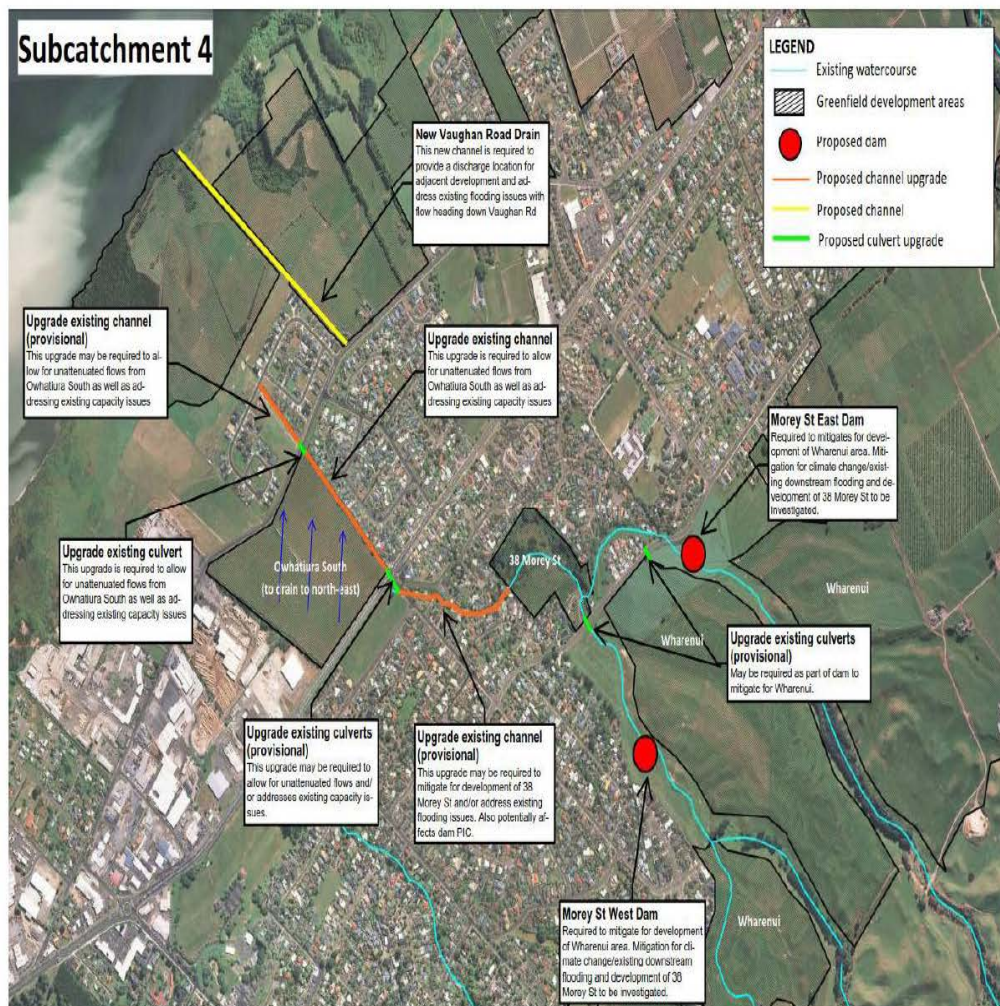 Subcatchment 4
LEGEND
Existing watercourse
Greenfield development areas
Proposed dam
Proposed channel upgrade
Proposed channel
Proposed culvert upgrade
New Vaughan Road Drain
This new channel is required to
provide a discharge location for
adjacent development and ad-
dress existing flooding issues with
flow heading down Vaughan Rd
Upgrade existing channel
(provisional)
This upgrade may be required to al-
low for unattenuated flows from
Owhatiura South as well as ad-
dressing existing capacity issues
Upgrade existing channel
This upgrade is required to allow
for unattenuated flows from
Owhatiura South as well as ad-
dressing existing capacity issues
Morey St East Dam
Required to mitigates for devel-
opment of Wharenui area. Miti-
gation for climate change/exist-
ing downstream flooding and de-
velopment of 38 Morey St to be
investigated.
Upgrade existing culvert
This upgrade is required to allow
for unattenuated flows from
Owhatiura South as well as ad-
dressing existing capacity issues
Owhatiura South
(to drain to north-east)
38 Morey St
Wharenui
Wharenui
Upgrade existing culverts
(provisional)
May be required as part of dam to
mitigate for Wharenui.
Upgrade existing culverts
(provisional)
This upgrade may be required to
allow for unattenuated flows and/
or addresses existing capacity is-
sues.
Upgrade existing channel
(provisional)
This upgrade may be required to
mitigate for development of 38
Morey St and/or address existing
flooding issues. Also potentially af-
fects dam PIC.
Morey St West Dam
Required to mitigate for development
of Wharenui area. Mitigation for cli-
mate change/existing downstream
flooding and development of 38
Morey St to be investigated.
Wharenui